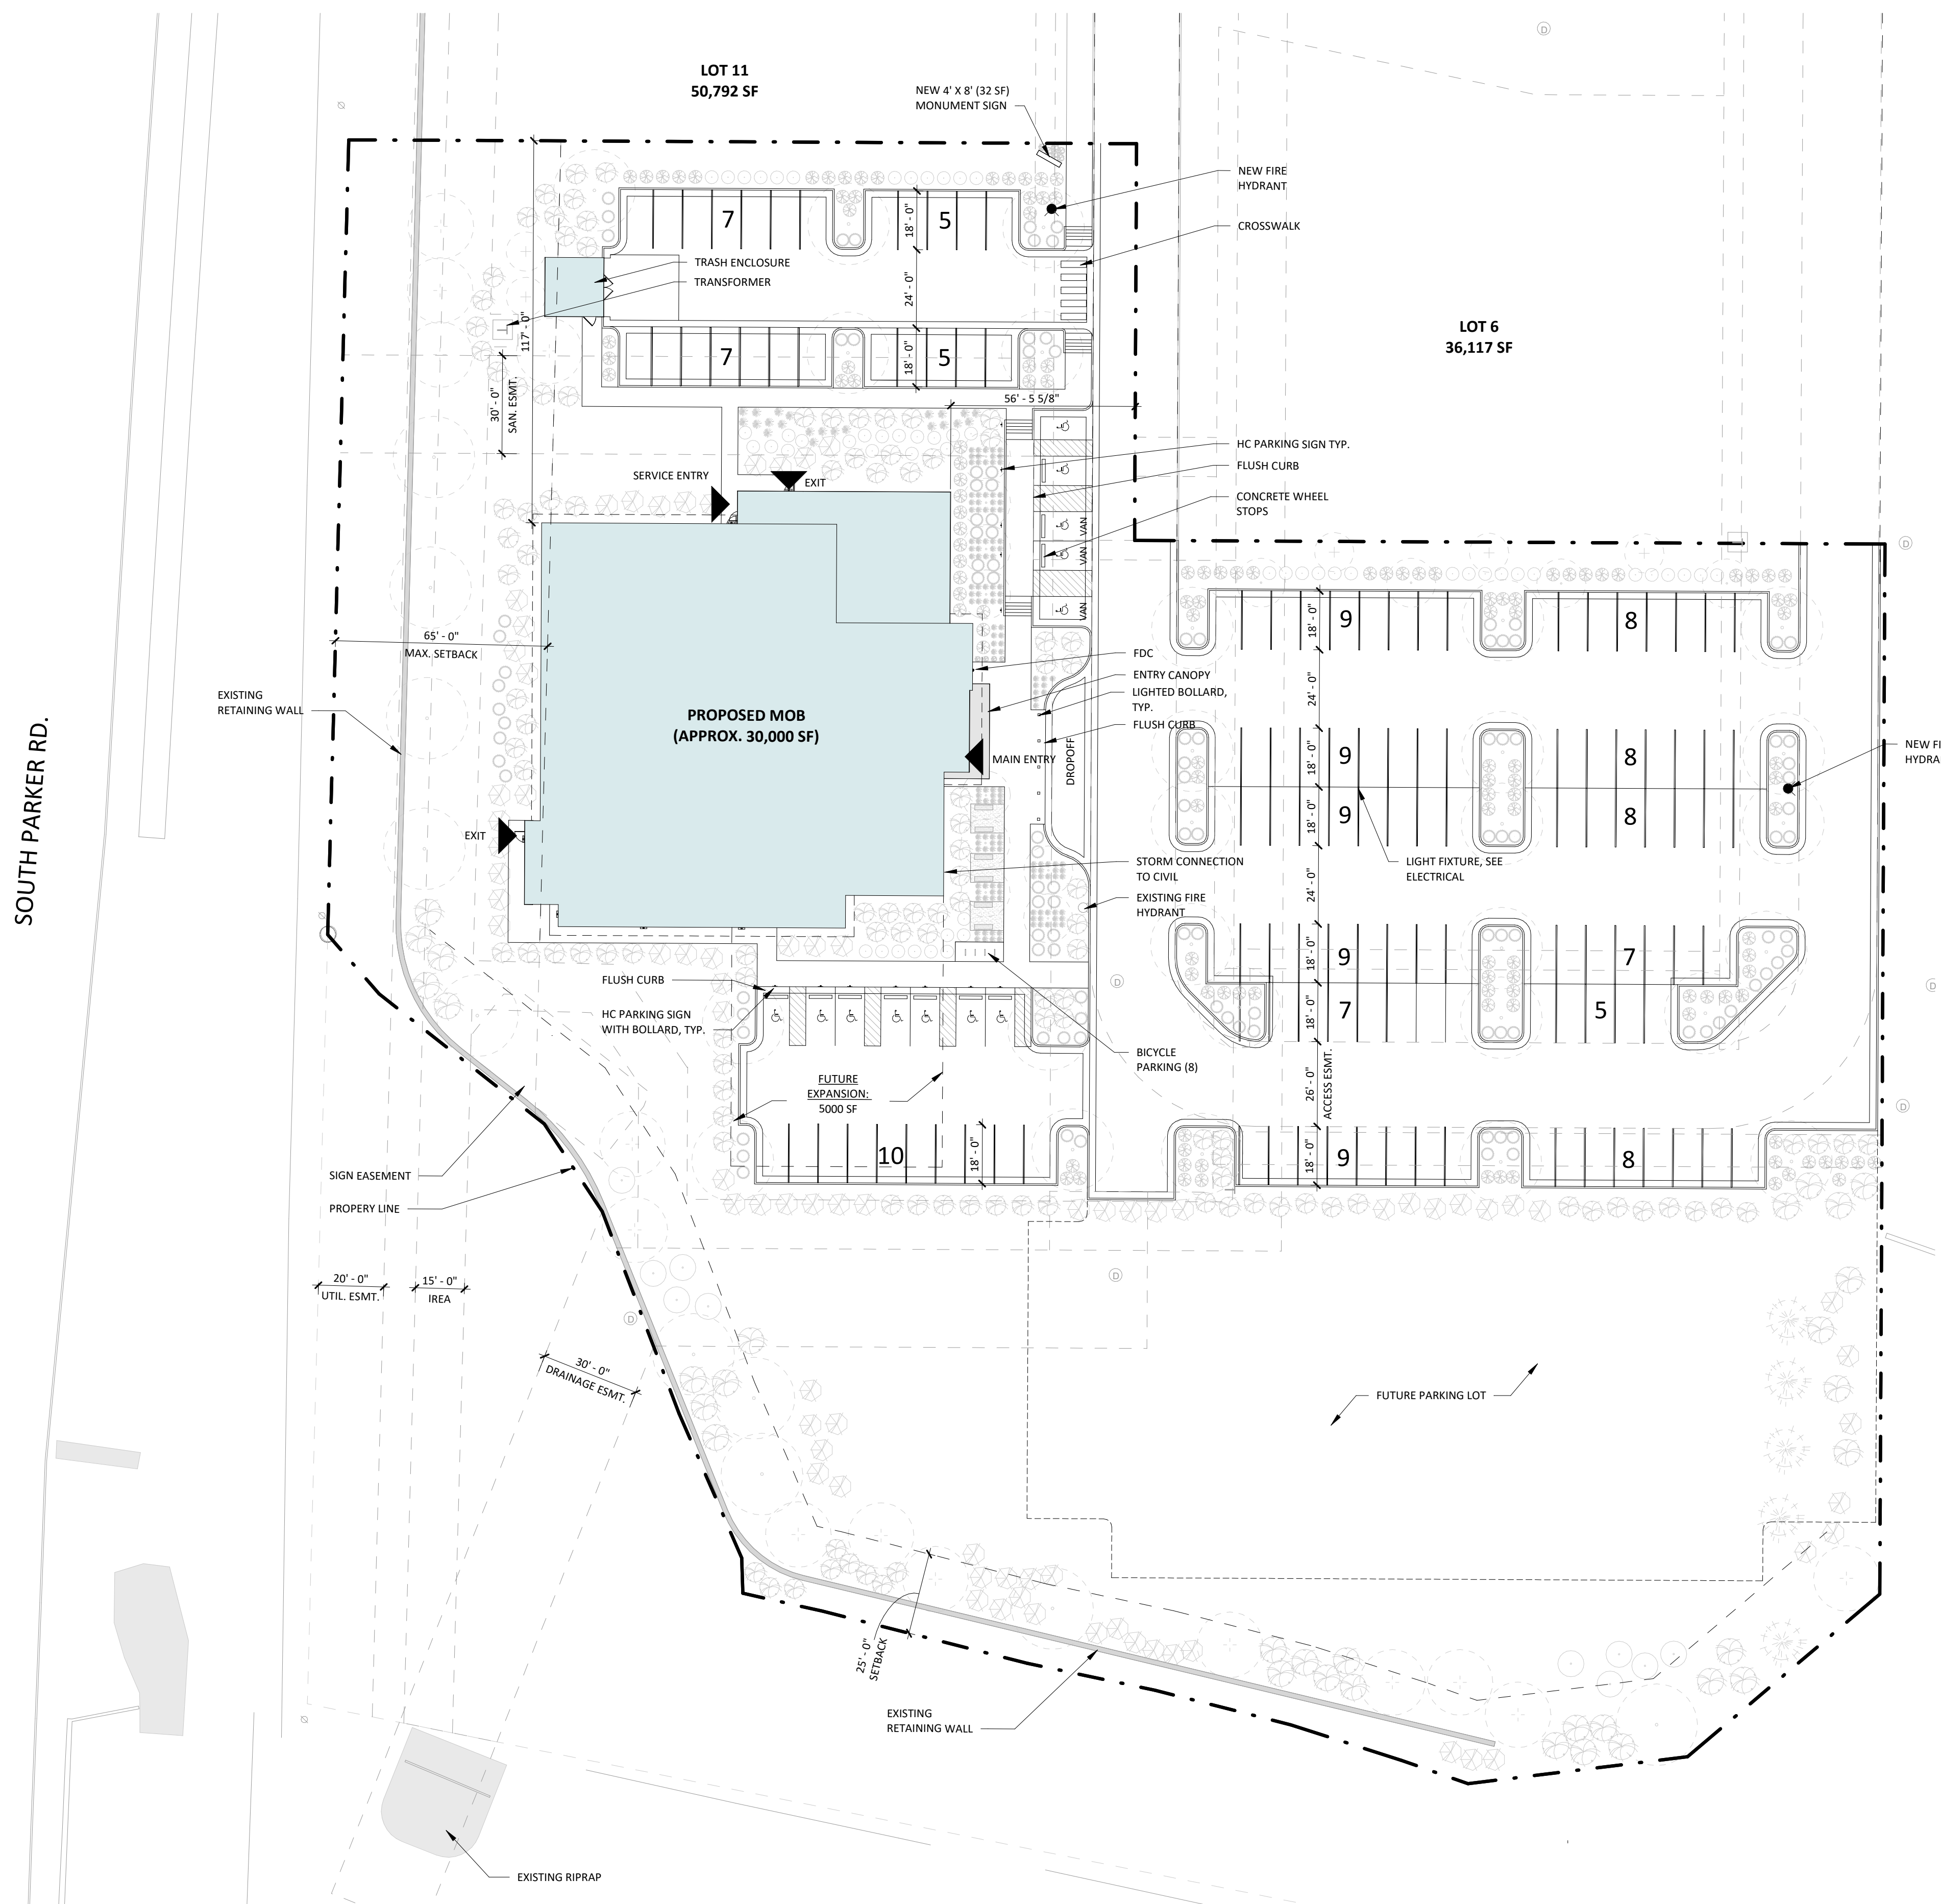 LOT 11
50,792 SF
NEW 4' X 8' (32 SF)
MONUMENT SIGN
D
NEW FIRE
HYDRANT
CROSSWALK
7
5
18' - 0"
TRASH ENCLOSURE
TRANSFORMER
24' - 0"
117' - 0"
LOT 6
36,117 SF
7
5
18' - 0"
30' - 0"
SAN. ESMT.
56' - 5 5/8"
HC PARKING SIGN TYP.
FLUSH CURB
CONCRETE WHEEL
STOPS
SERVICE ENTRY
EXIT
VAN
VAN
VAN
D
65' - 0"
MAX. SETBACK
9
8
18' - 0"
FDC
ENTRY CANOPY
LIGHTED BOLLARD,
TYP.
FLUSH CURB
24' - 0"
EXISTING
RETAINING WALL
PROPOSED MOB
(APPROX. 30,000 SF)
MAIN ENTRY
DROPOFF
SOUTH PARKER RD.
9
8
18' - 0"
NEW FI
HYDRA
9
8
18' - 0"
EXIT
STORM CONNECTION
TO CIVIL
LIGHT FIXTURE, SEE
ELECTRICAL
24' - 0"
EXISTING FIRE
HYDRANT
9
7
18' - 0"
FLUSH CURB
D
D
HC PARKING SIGN
WITH BOLLARD, TYP.
7
5
18' - 0"
BICYCLE
PARKING (8)
FUTURE
EXPANSION:
5000 SF
26' - 0"
ACCESS ESMT.
D
10
18' - 0"
9
8
18' - 0"
SIGN EASEMENT
PROPERY LINE
20' - 0"
UTIL. ESMT.
15' - 0"
IREA
D
D
30' - 0"
DRAINAGE ESMT.
FUTURE PARKING LOT
25' - 0"
SETBACK
EXISTING
RETAINING WALL
EXISTING RIPRAP